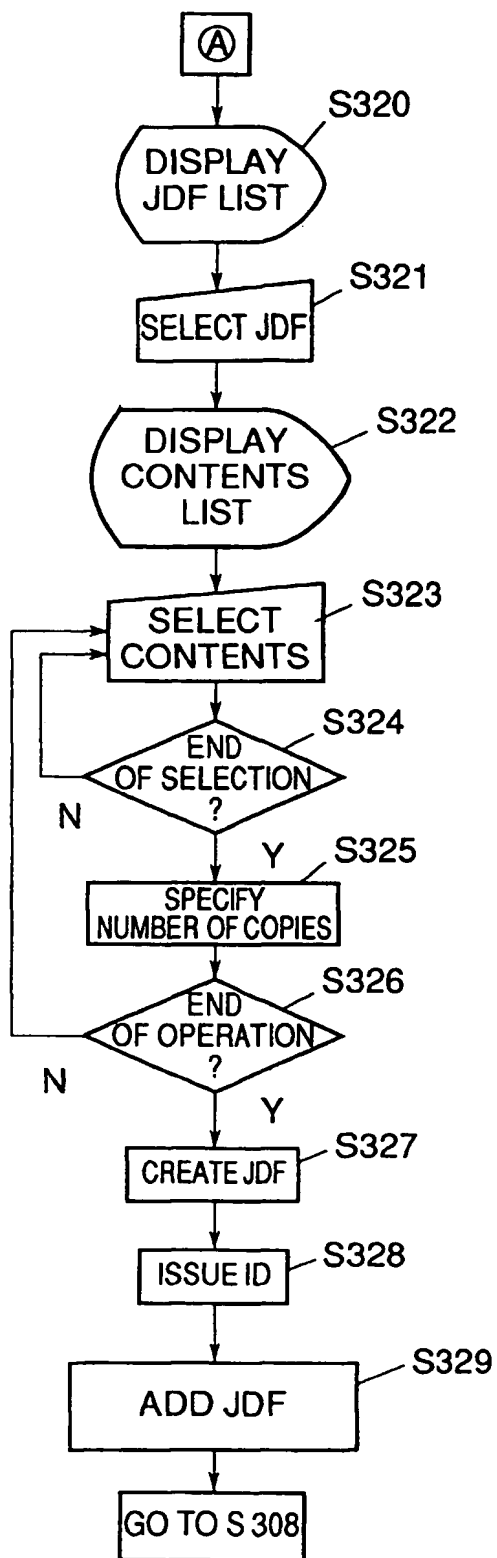 A
S320
DISPLAY
JDF LIST
S321
SELECT JDF
S322
DISPLAY
CONTENTS
LIST
S323
SELECT
CONTENTS
S324
END
OF SELECTION
?
N
Y
S325
SPECIFY
NUMBER OF COPIES
S326
END
OF OPERATION
?
N
Y
S327
CREATE JDF
S328
ISSUE ID
S329
ADD JDF
GO TO S 308